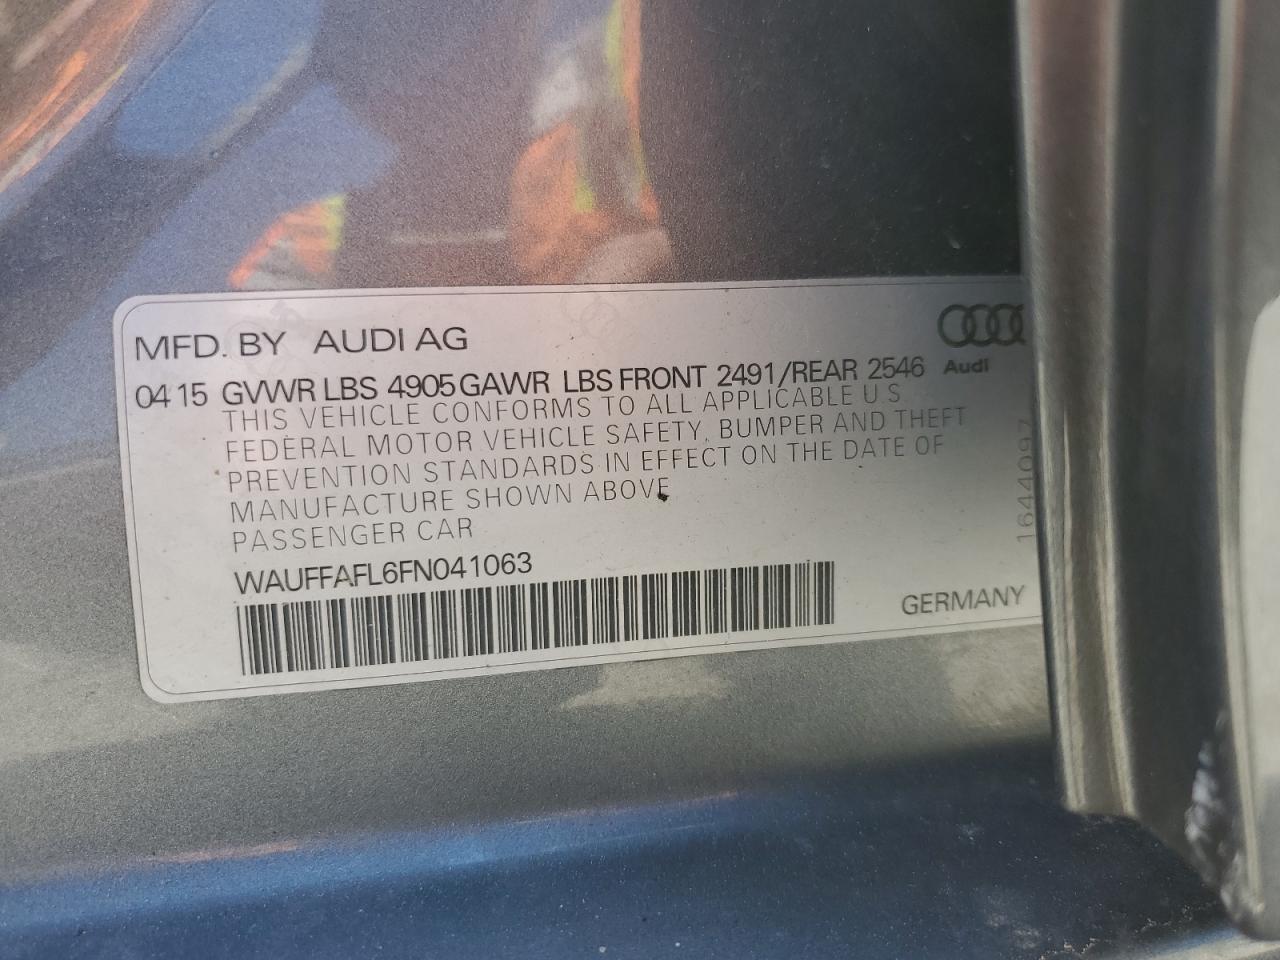 MFD. BY AUDI AG
04 15 GVWR LBS 4905 GAWR LBS FRONT 2491/REAR 2546
Audi
THIS VEHICLE CONFORMS TO ALL APPLICABLE U.S.
FEDERAL MOTOR VEHICLE SAFETY, BUMPER AND THEFT
PREVENTION STANDARDS IN EFFECT ON THE DATE OF
MANUFACTURE SHOWN ABOVE
PASSENGER CAR
WAUFFAFL6FN041063
GERMANY
1644097